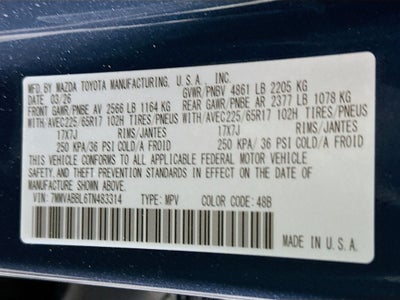 MFD. BY MAZDA TOYOTA MANUFACTURING, U.S.A., INC.
DATE 03/26 GVWR/PNBV 4861 LB 2205 KG
FRONT GAWR/PNBE AV 2566 LB 1164 KG REAR GAWR/PNBE AR 2377 LB 1078 KG
WITH/AVEC225/65R17 102H TIRES/PNEUS WITH/AVEC225/65R17 102H TIRES/PNEUS
17X7J RIMS/JANTES 17X7J RIMS/JANTES
250 KPA/ 36 PSI COLD/A FROID 250 KPA/ 36 PSI COLD/A FROID
THIS VEHICLE CONFORMS TO ALL APPLICABLE FEDERAL MOTOR VEHICLE
SAFETY, AND THEFT PREVENTION STANDARDS IN EFFECT ON THE DATE OF
MANUFACTURE SHOWN ABOVE.
VIN: 7MMVABBL6TN483314 TYPE: MPV COLOR CODE: 48B
MADE IN U.S.A.